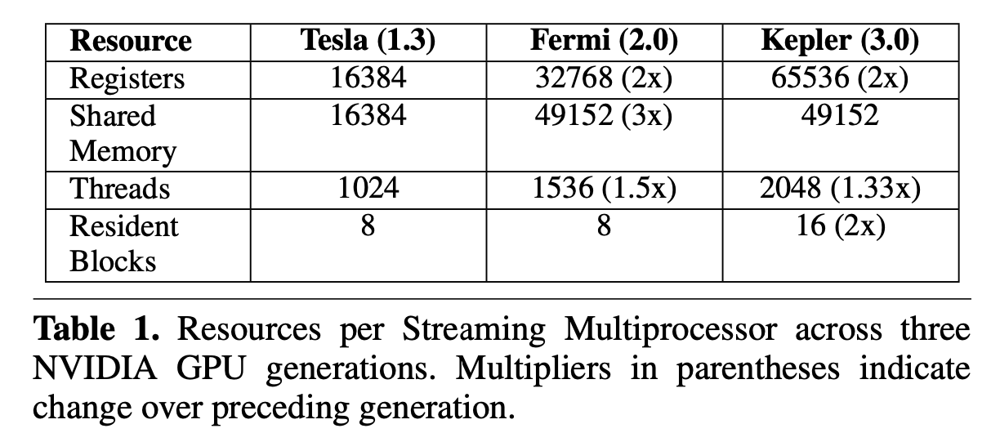 Resource Tesla (1.3) Fermi (2.0) Kepler (3.0)
Registers 16384 32768 (2x) 65536 (2x)
Shared 16384 49152 (3x) 49152
Memory
Threads 1024 1536 (1.5x) 2048 (1.33x)
Resident 8 8 16 (2x)
Blocks
Table 1. Resources per Streaming Multiprocessor across three
NVIDIA GPU generations. Multipliers in parentheses indicate
change over preceding generation.